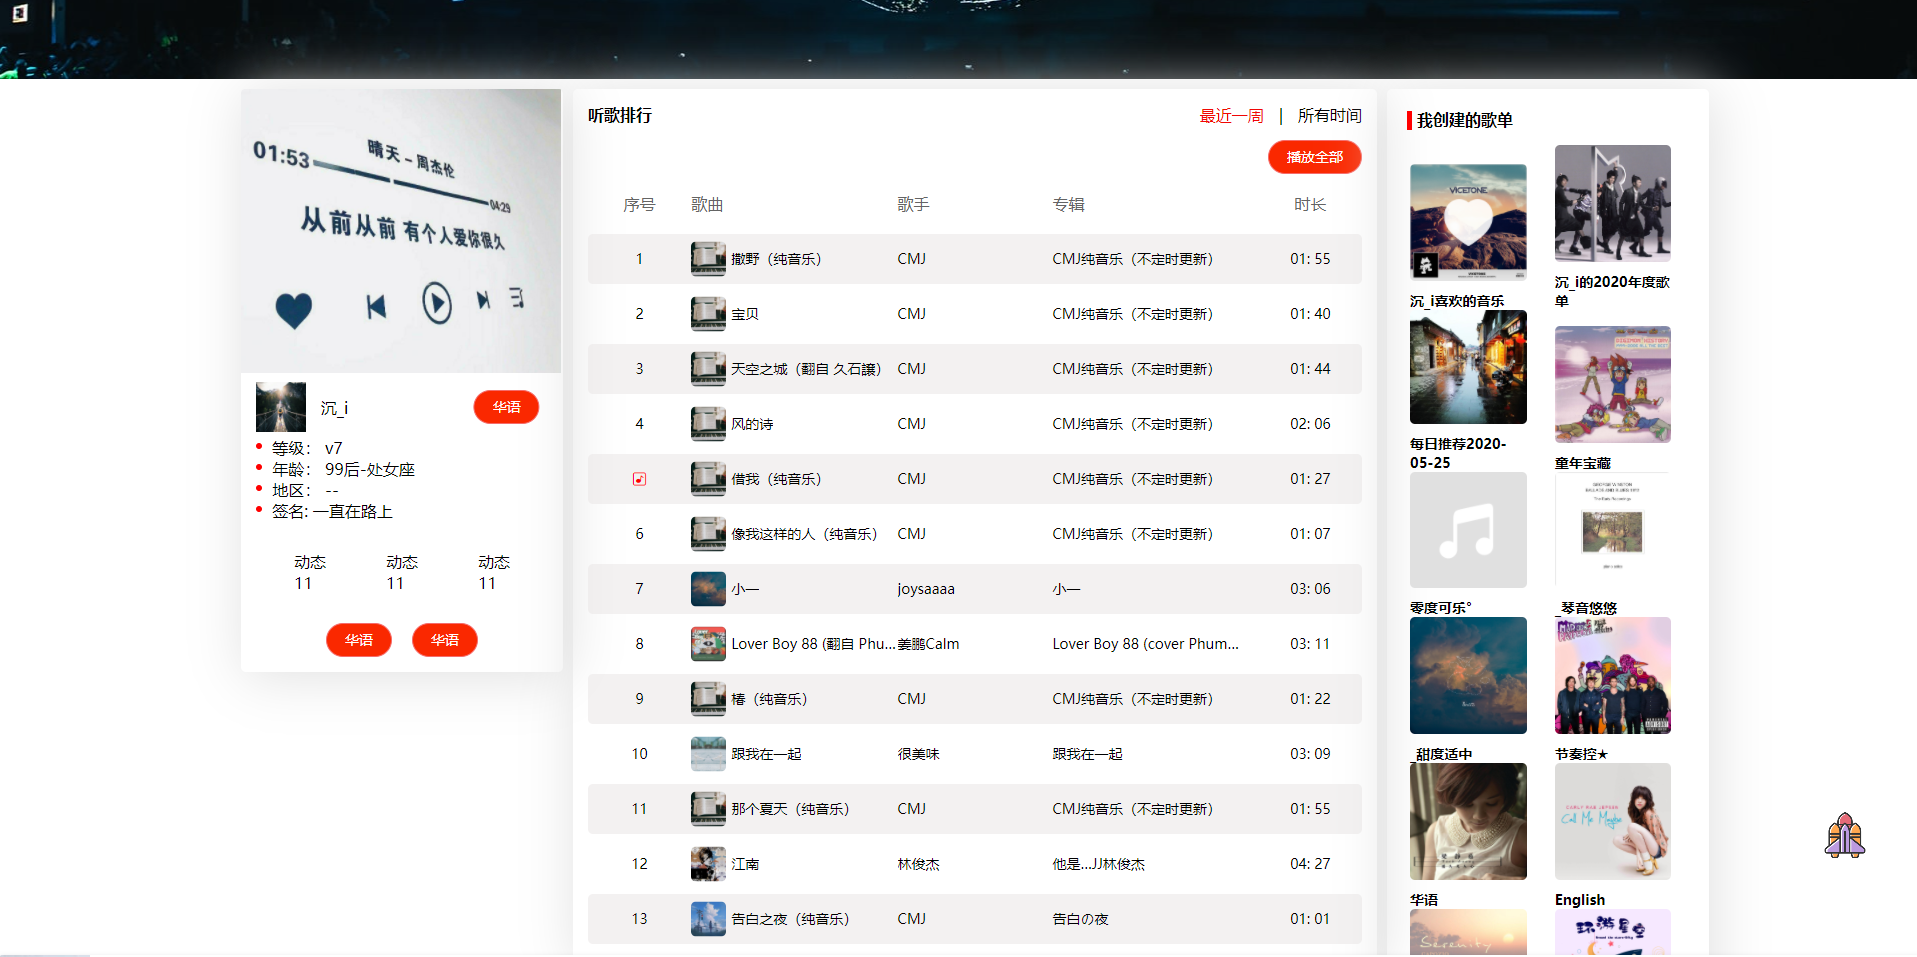 01:53
晴天 – 周杰伦
04:29
从前从前 有个人爱你很久
沉_i
华语
等级： v7
年龄： 99后-处女座
地区： --
签名: 一直在路上
动态 动态 动态
11 11 11
华语 华语
听歌排行
最近一周 | 所有时间
播放全部
序号 歌曲 歌手 专辑 时长
1 撒野（纯音乐） CMJ CMJ纯音乐（不定时更新） 01: 55
2 宝贝 CMJ CMJ纯音乐（不定时更新） 01: 40
3 天空之城（翻自 久石譲） CMJ CMJ纯音乐（不定时更新） 01: 44
4 风的诗 CMJ CMJ纯音乐（不定时更新） 02: 06
借我（纯音乐） CMJ CMJ纯音乐（不定时更新） 01: 27
6 像我这样的人（纯音乐） CMJ CMJ纯音乐（不定时更新） 01: 07
7 小一 joysaaaa 小一 03: 06
8 Lover Boy 88 (翻自 Phu... 姜鹏Calm Lover Boy 88 (cover Phum... 03: 11
9 椿（纯音乐） CMJ CMJ纯音乐（不定时更新） 01: 22
10 跟我在一起 很美味 跟我在一起 03: 09
11 那个夏天（纯音乐） CMJ CMJ纯音乐（不定时更新） 01: 55
12 江南 林俊杰 他是...JJ林俊杰 04: 27
13 告白之夜（纯音乐） CMJ 告白の夜 01: 01
我创建的歌单
VICETONE
沉_i喜欢的音乐
沉_i的2020年度歌
单
每日推荐2020-
05-25
童年宝藏
零度可乐°
_琴音悠悠
_甜度适中
节奏控★
CARLY RAE JEPSEN
Call Me Maybe
华语
English
Serenity
环游星空